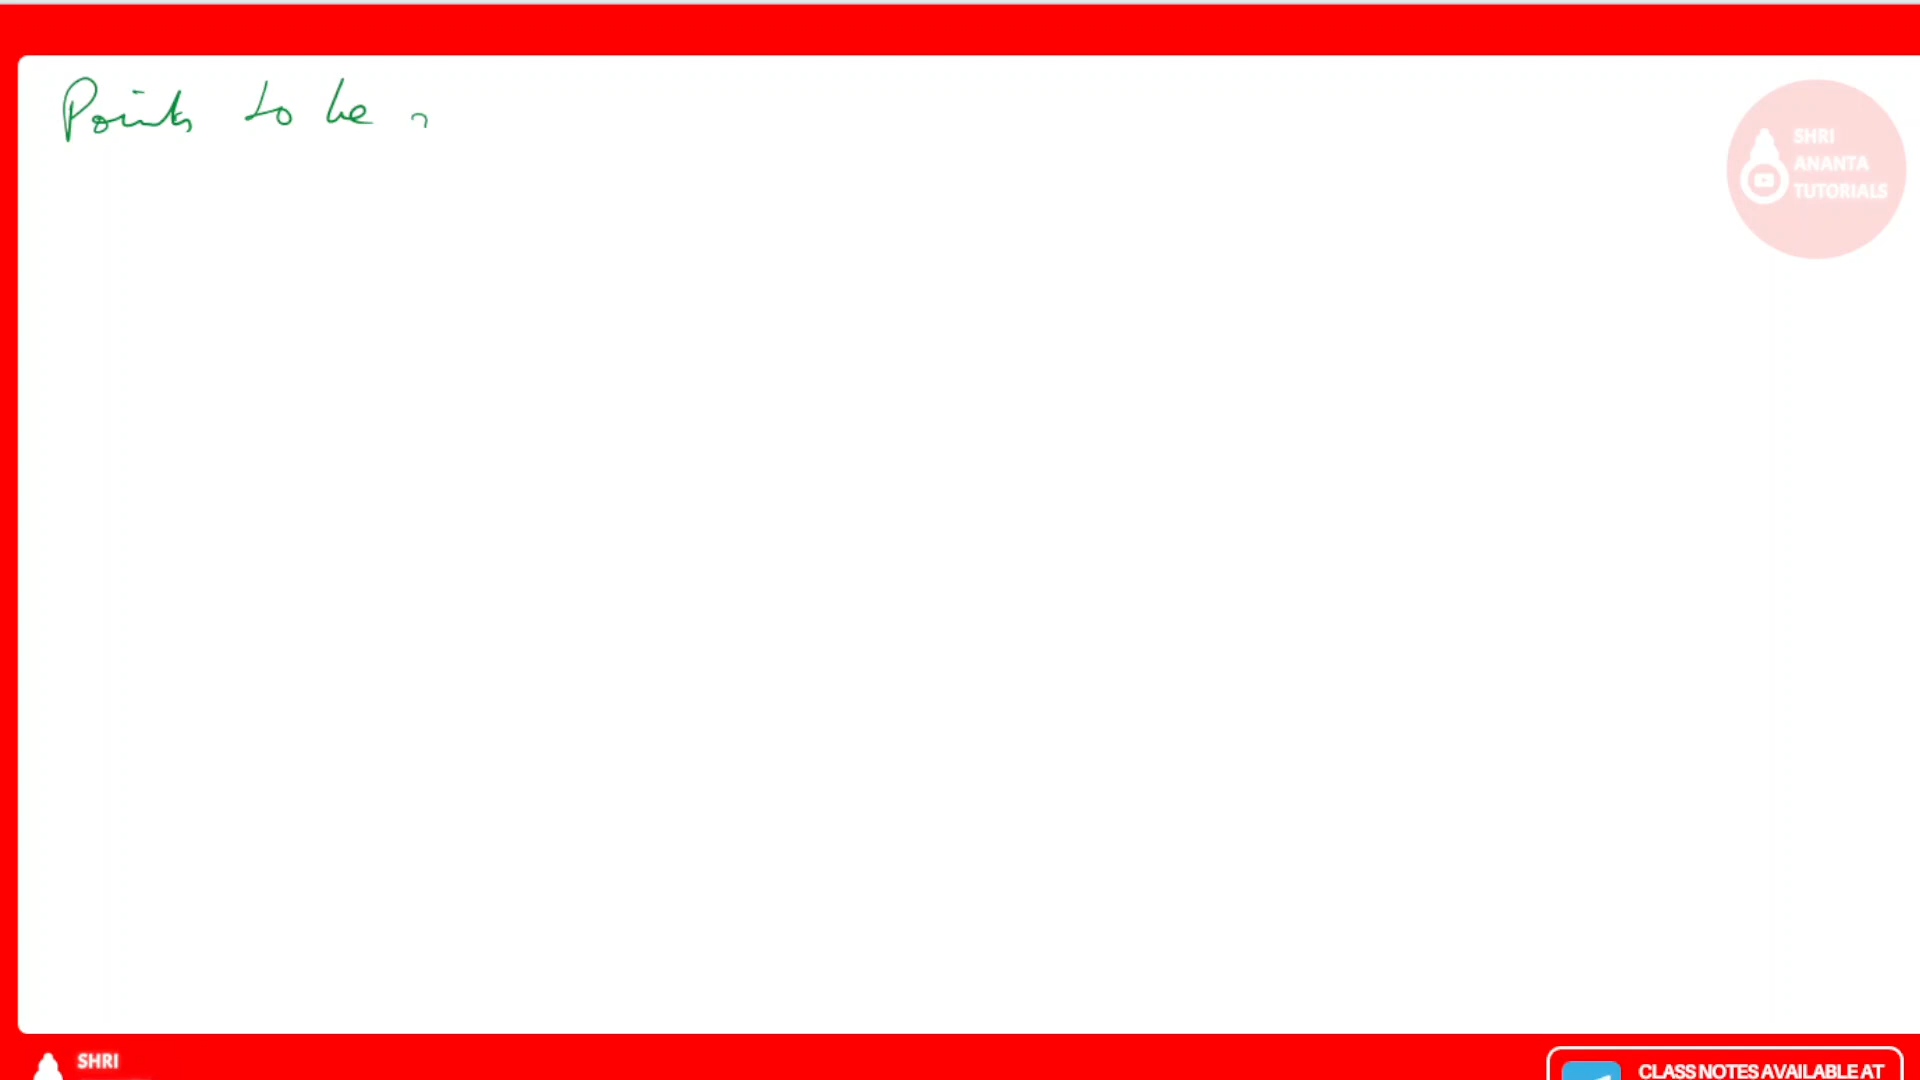 Points to be
SHRI
ANANTA
TUTORIALS
SHRI
CLASS NOTES AVAILABLE AT